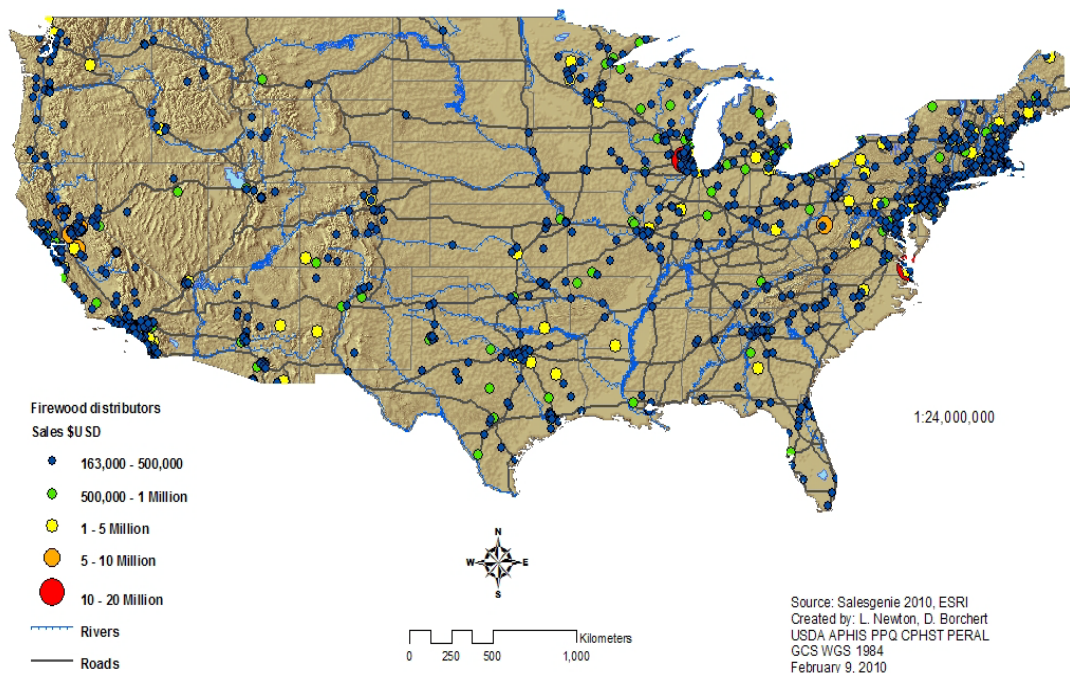 1:24,000,000
Firewood distributors
Sales $USD
163,000 - 500,000
500,000 - 1 Million
1 - 5 Million
5 - 10 Million
10 - 20 Million
Rivers
Roads
N
W E
S
Kilometers
0 250 500 1,000
Source: Salesgenie 2010, ESRI
Created by: L. Newton, D. Borchert
USDA APHIS PPQ CPHST PERAL
GCS WGS 1984
February 9, 2010